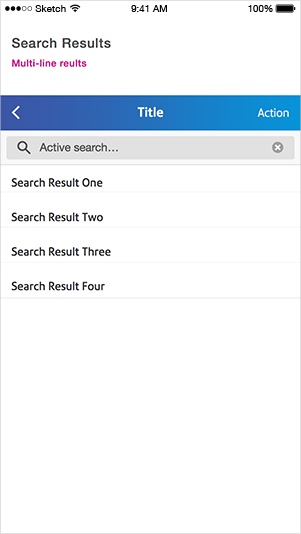 Sketch 9:41 AM 100%
Search Results
Multi-line reults
Title Action
Active search...
Search Result One
Search Result Two
Search Result Three
Search Result Four